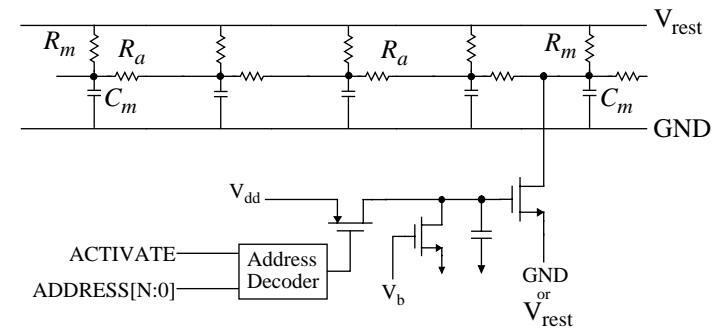 V_rest
R_m R_a R_a R_m
C_m C_m
GND
V_dd
ACTIVATE
Address
Decoder
ADDRESS[N:0]
V_b
GND
or
V_rest